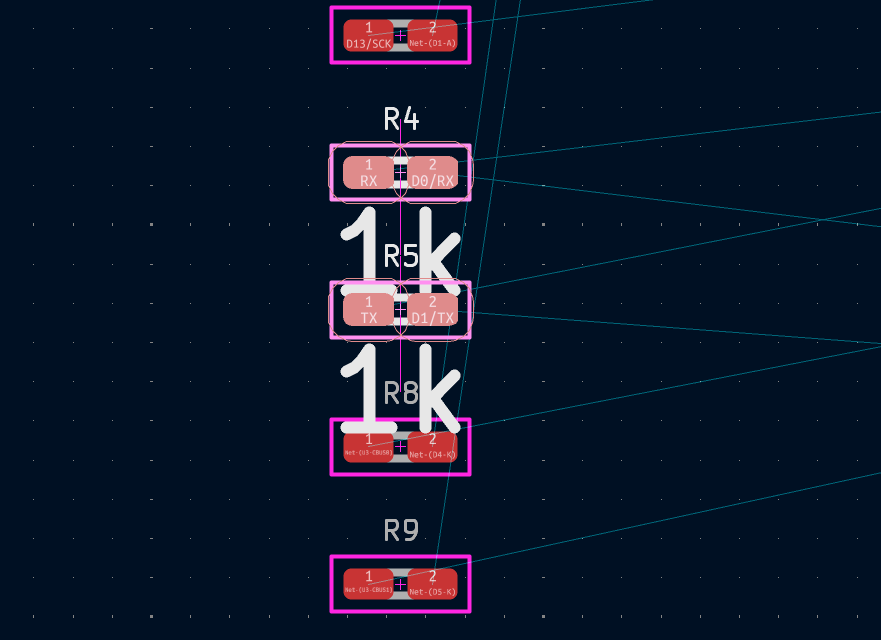 1 2
D13/SCK Net-(D1-A)
R4
1 2
RX D0/RX
1k
R5
1 2
TX D1/TX
1k
R8
1 2
Net-(U3-CBUS0) Net-(D4-K)
R9
1 2
Net-(U3-CBUS1) Net-(D5-K)